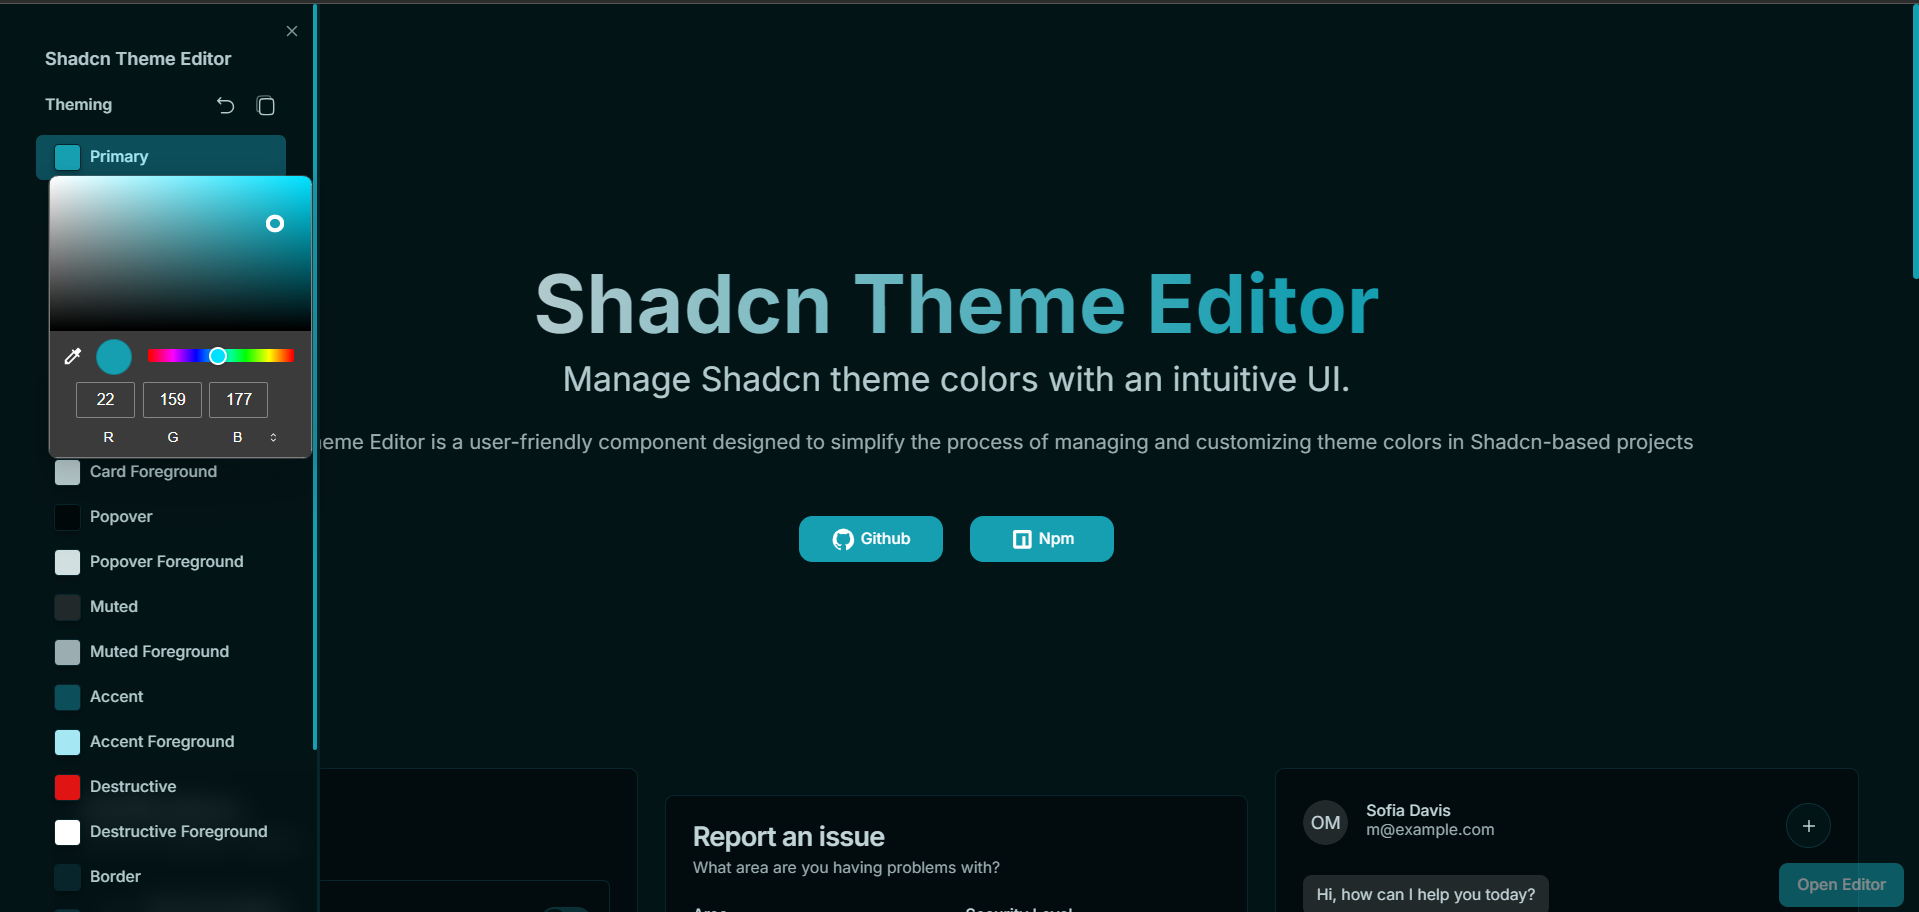 Shadcn Theme Editor
Theming
Primary
22 159 177
R G B
Card Foreground
Popover
Popover Foreground
Muted
Muted Foreground
Accent
Accent Foreground
Destructive
Destructive Foreground
Border
Shadcn Theme Editor
Manage Shadcn theme colors with an intuitive UI.
Editor is a user-friendly component designed to simplify the process of managing and customizing theme colors in Shadcn-based projects
Github
Npm
Report an issue
What area are you having problems with?
Area
Security Level
OM
Sofia Davis
m@example.com
Hi, how can I help you today?
Open Editor